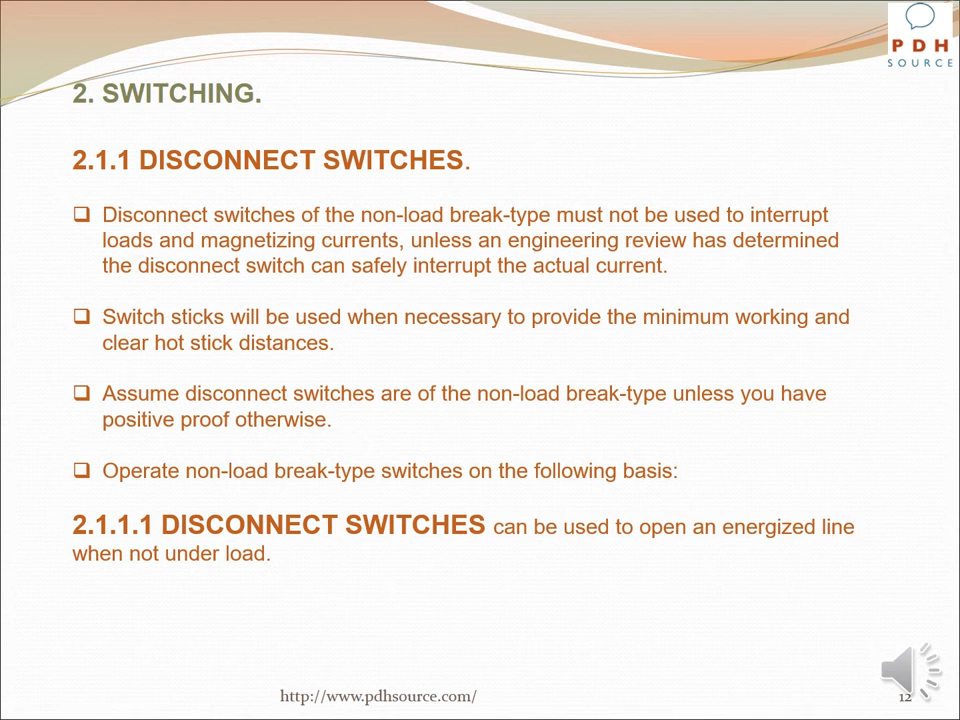 PDH
SOURCE
2. SWITCHING.
2.1.1 DISCONNECT SWITCHES.
Disconnect switches of the non-load break-type must not be used to interrupt
loads and magnetizing currents, unless an engineering review has determined
the disconnect switch can safely interrupt the actual current.
Switch sticks will be used when necessary to provide the minimum working and
clear hot stick distances.
Assume disconnect switches are of the non-load break-type unless you have
positive proof otherwise.
Operate non-load break-type switches on the following basis:
2.1.1.1 DISCONNECT SWITCHES can be used to open an energized line
when not under load.
http://www.pdhsource.com/
12